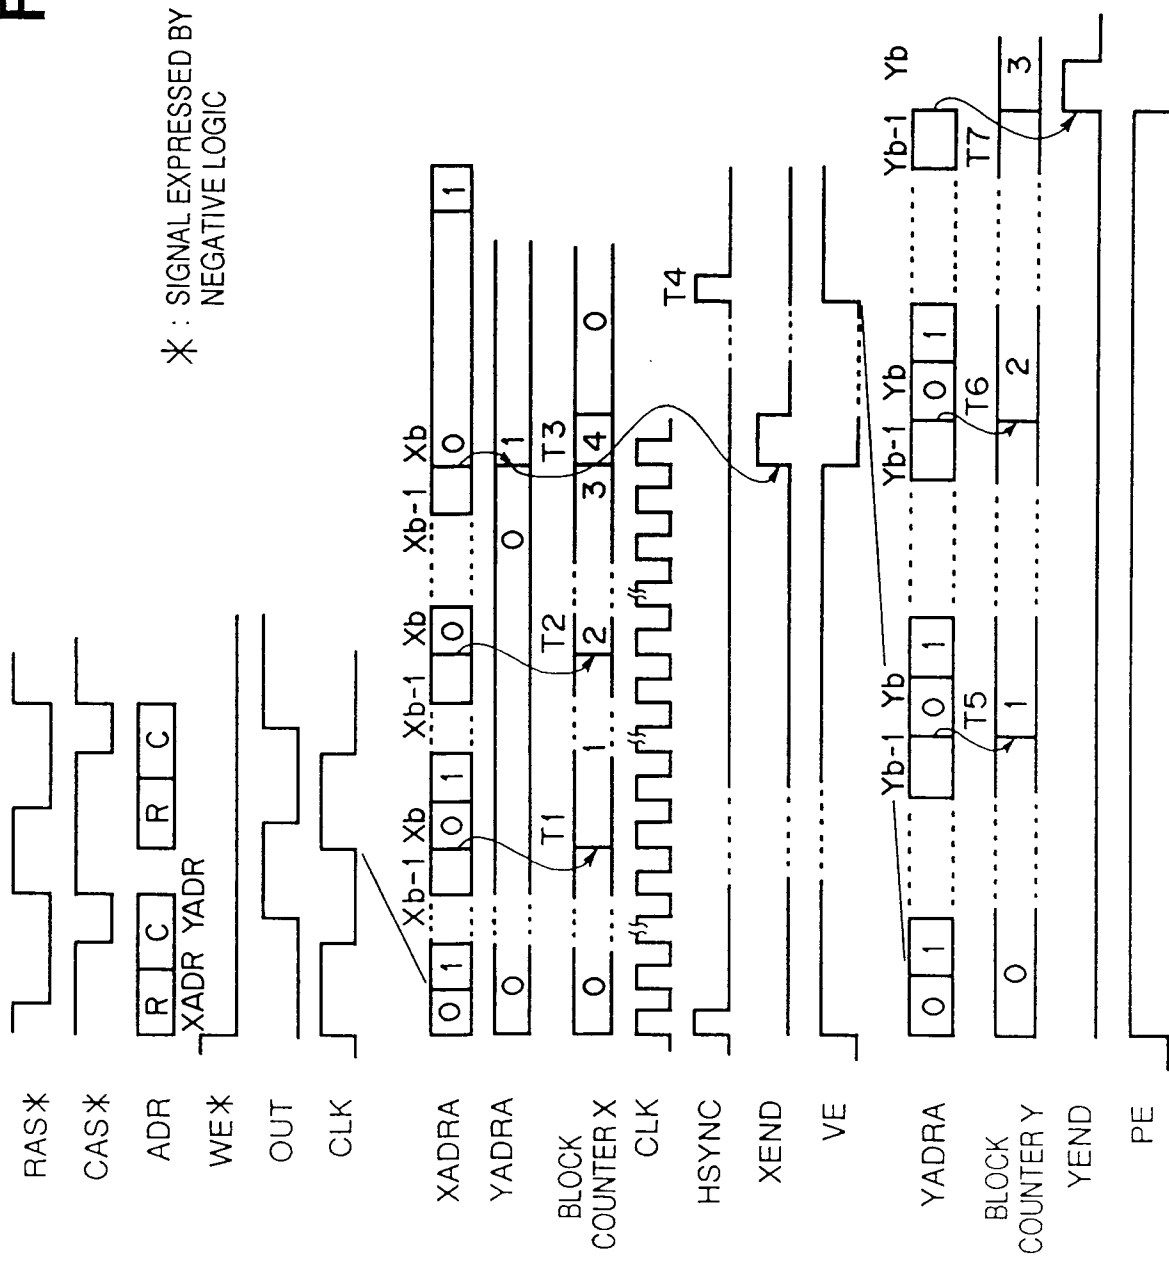 F
* : SIGNAL EXPRESSED BY
NEGATIVE LOGIC
RAS*
CAS*
ADR R C R C
XADR YADR
WE*
OUT
CLK
Xb-1 Xb Xb-1 Xb Xb-1 Xb
XADRA 0 1 0 1 0 0 1
YADRA 0 0 1
T1 T2 T3
BLOCK
COUNTER X 0 1 2 3 4 0
CLK
T4
HSYNC
XEND
VE
Yb-1 Yb Yb-1 Yb Yb-1 Yb
YADRA 0 1 0 1 0 1
T5 T6 T7
BLOCK
COUNTER Y 0 1 2 3
YEND
PE